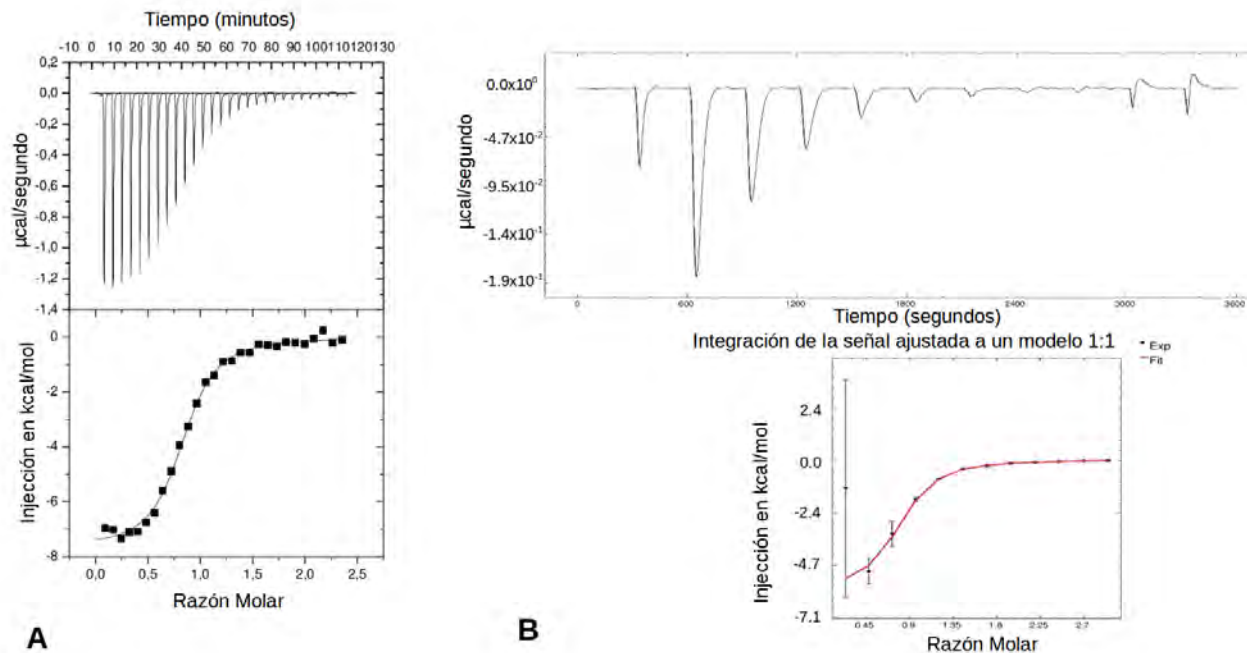 Tiempo (minutos)
-10 0 10 20 30 40 50 60 70 80 90 100 110 120 130
0,2
0,0
-0,2
-0,4
-0,6
-0,8
-1,0
-1,2
-1,4
µcal/segundo
0
-2
-4
-6
-8
Injección en kcal/mol
0,0 0,5 1,0 1,5 2,0 2,5
Razón Molar
A
0.0x10⁰
-4.7x10⁻²
-9.5x10⁻²
-1.4x10⁻¹
-1.9x10⁻¹
µcal/segundo
0 600 1200 1800 2400 3000 3600
Tiempo (segundos)
Integración de la señal ajustada a un modelo 1:1
Exp
Fit
2.4
0.0
-2.4
-4.7
-7.1
Injección en kcal/mol
0.45 0.9 1.35 1.8 2.25 2.7
Razón Molar
B